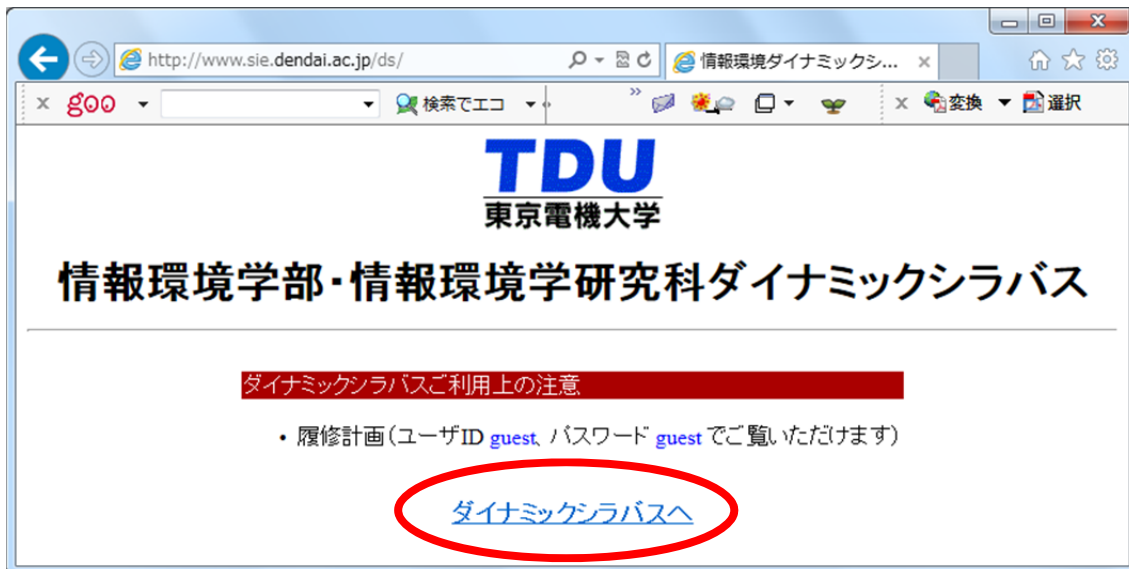 http://www.sie.dendai.ac.jp/ds/
情報環境ダイナミックシ...
goo
検索でエコ
変換
選択
TDU
東京電機大学
情報環境学部・情報環境学研究科ダイナミックシラバス
ダイナミックシラバスご利用上の注意
• 履修計画(ユーザID guest、パスワード guest でご覧いただけます)
ダイナミックシラバスへ